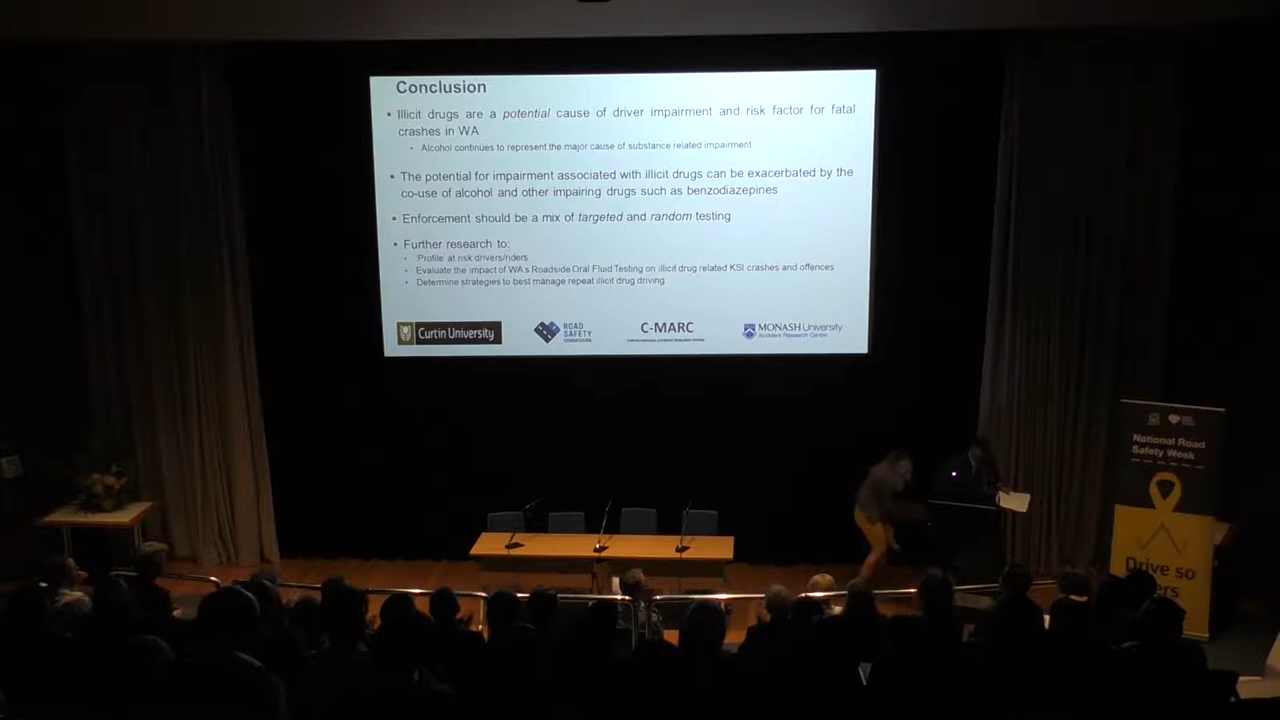 Conclusion
Illicit drugs are a potential cause of driver impairment and risk factor for fatal
crashes in WA
Alcohol continues to represent the major cause of substance related impairment
The potential for impairment associated with illicit drugs can be exacerbated by the
co-use of alcohol and other impairing drugs such as benzodiazepines
Enforcement should be a mix of targeted and random testing
Further research to:
'Profile' at risk drivers/riders
Evaluate the impact of WA's Roadside Oral Fluid Testing on illicit drug related KSI crashes and offences
Determine strategies to best manage repeat illicit drug driving
Curtin University
ROAD
SAFETY
COMMISSION
C-MARC
MONASH University
Accident Research Centre
National Road
Safety Week
Drive so